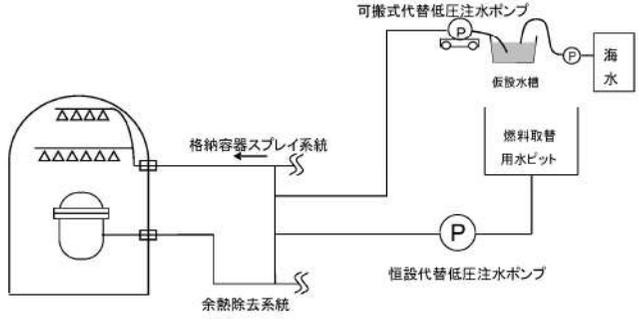 可搬式代替低圧注水ポンプ
P
P
海
水
仮設水槽
燃料取替
用水ピット
格納容器スプレイ系統
P
恒設代替低圧注水ポンプ
余熱除去系統